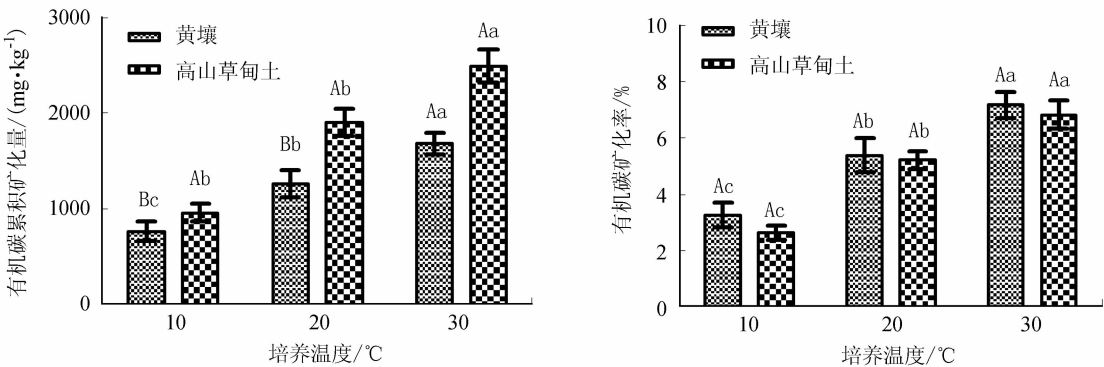 有机碳累积矿化量/(mg•kg⁻¹)
3000
2000
1000
0
黄壤
高山草甸土
Bc
Ab
Bb
Ab
Aa
Aa
10
20
30
培养温度/℃
有机碳矿化率/%
10
8
6
4
2
0
黄壤
高山草甸土
Ac
Ac
Ab
Ab
Aa
Aa
10
20
30
培养温度/℃